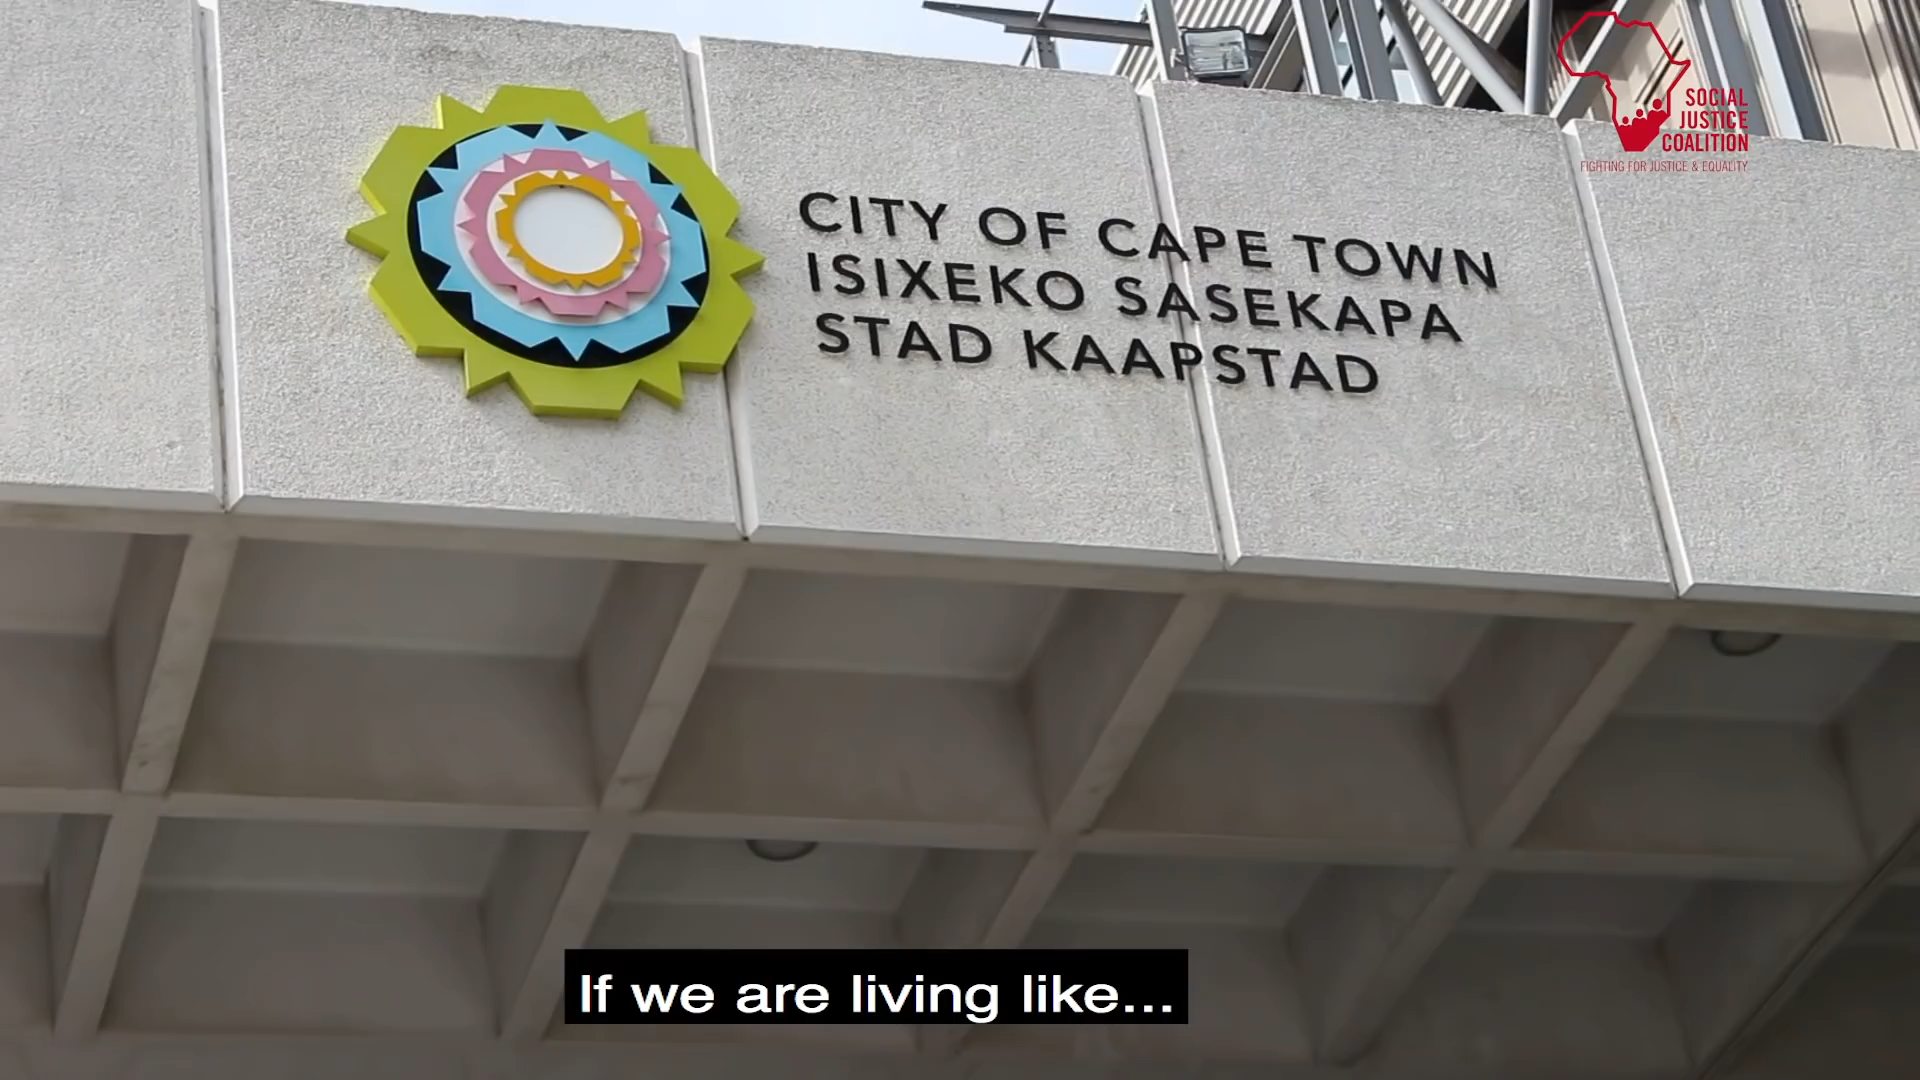 SOCIAL
JUSTICE
COALITION
FIGHTING FOR JUSTICE & EQUALITY
CITY OF CAPE TOWN
ISIXEKO SASEKAPA
STAD KAAPSTAD
If we are living like...